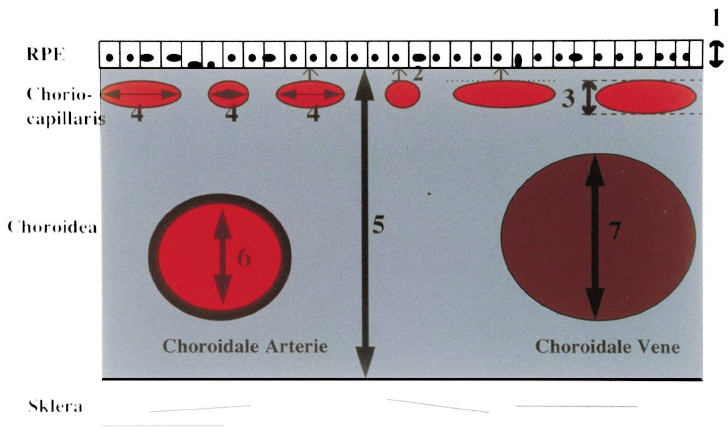 1
RPE
2
Chorio-
capillaris
4
4
4
3
Choroidea
5
6
7
Choroidale Arterie
Choroidale Vene
Sklera